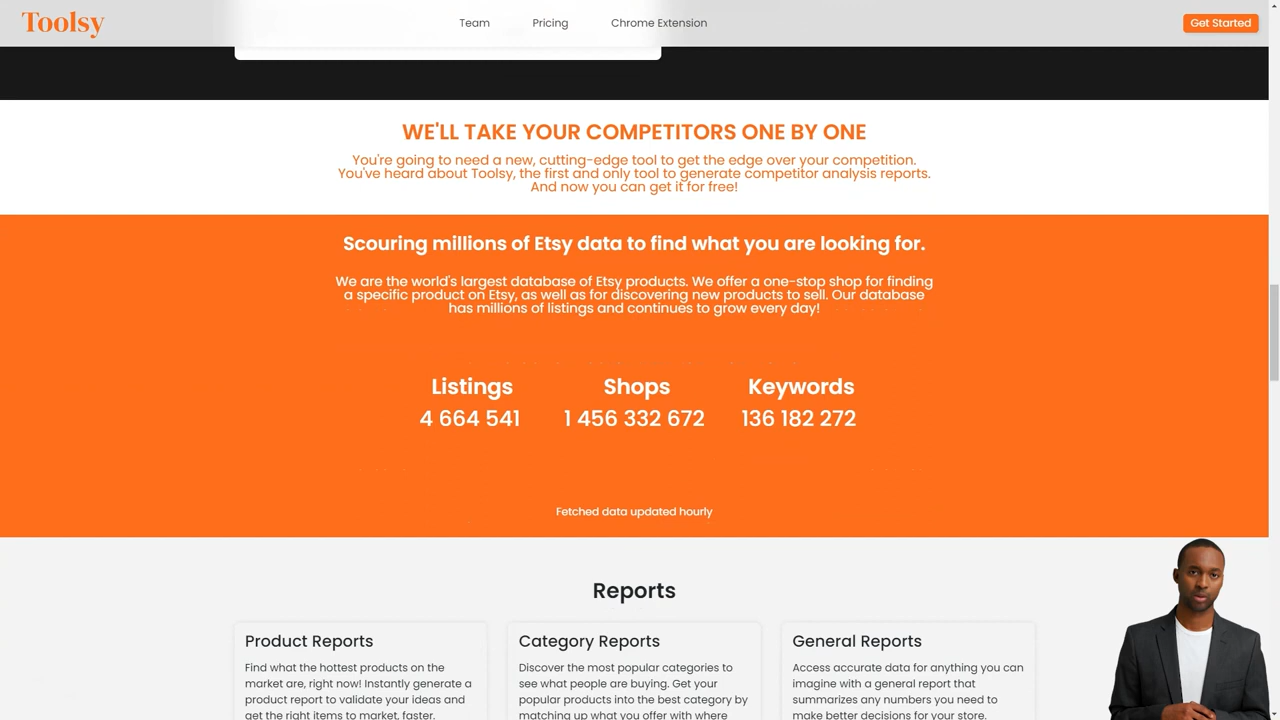 Toolsy
Team
Pricing
Chrome Extension
Get Started
WE'LL TAKE YOUR COMPETITORS ONE BY ONE
You're going to need a new, cutting-edge tool to get the edge over your competition.
You've heard about Toolsy, the first and only tool to generate competitor analysis reports.
And now you can get it for free!
Scouring millions of Etsy data to find what you are looking for.
We are the world's largest database of Etsy products. We offer a one-stop shop for finding
a specific product on Etsy, as well as for discovering new products to sell. Our database
has millions of listings and continues to grow every day!
Listings
4 664 541
Shops
1 456 332 672
Keywords
136 182 272
Fetched data updated hourly
Reports
Product Reports
Find what the hottest products on the
market are, right now! Instantly generate a
product report to validate your ideas and
get the right items to market, faster.
Category Reports
Discover the most popular categories to
see what people are buying. Get your
popular products into the best category by
matching up what you offer with where
General Reports
Access accurate data for anything you can
imagine with a general report that
summarizes any numbers you need to
make better decisions for your store.